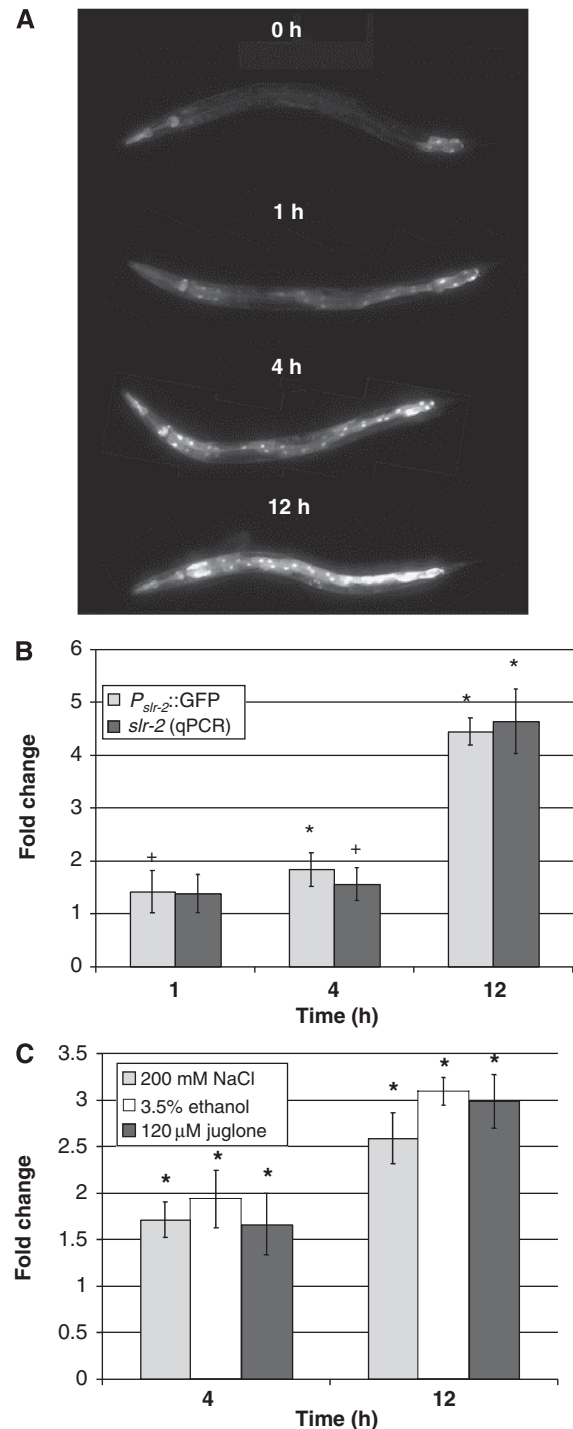 A
0 h
1 h
4 h
12 h
B
6
5
4
3
2
1
0
Fold change
Pslr-2::GFP
slr-2 (qPCR)
+
*
+
*
*
1 4 12
Time (h)
C
3.5
3
2.5
2
1.5
1
0.5
0
Fold change
200 mM NaCl
3.5% ethanol
120 μM juglone
* * *
* * *
4 12
Time (h)